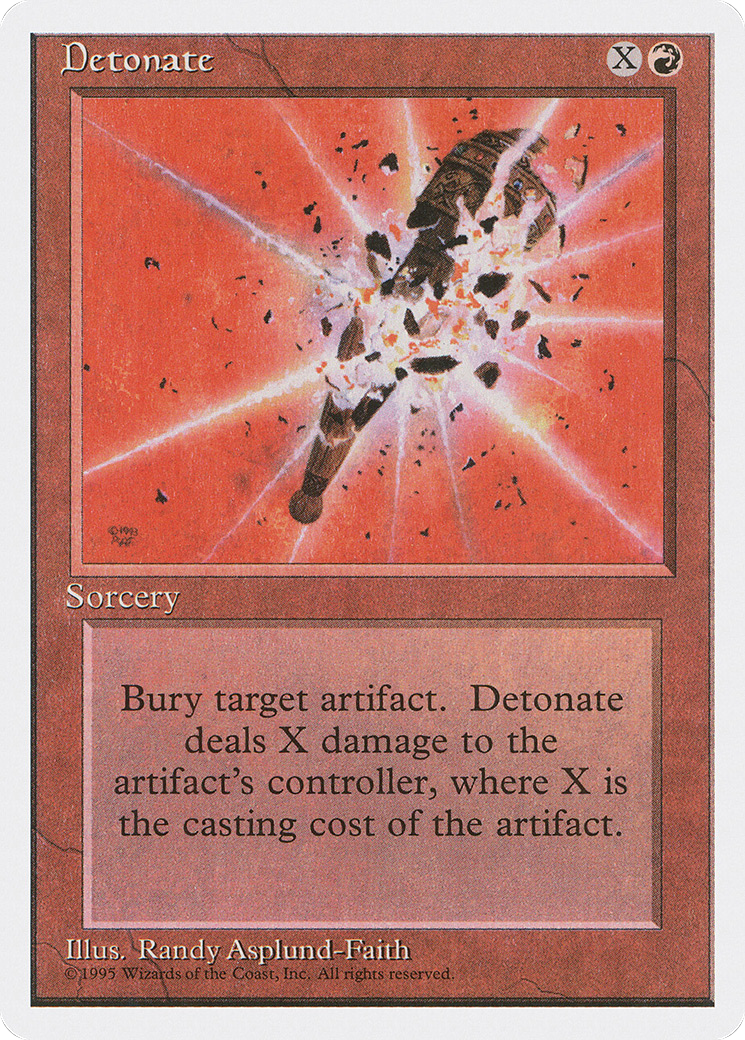 Detonate X
©1993
Sorcery
Bury target artifact. Detonate
deals X damage to the
artifact's controller, where X is
the casting cost of the artifact.
Illus. Randy Asplund-Faith
© 1995 Wizards of the Coast, Inc. All rights reserved.